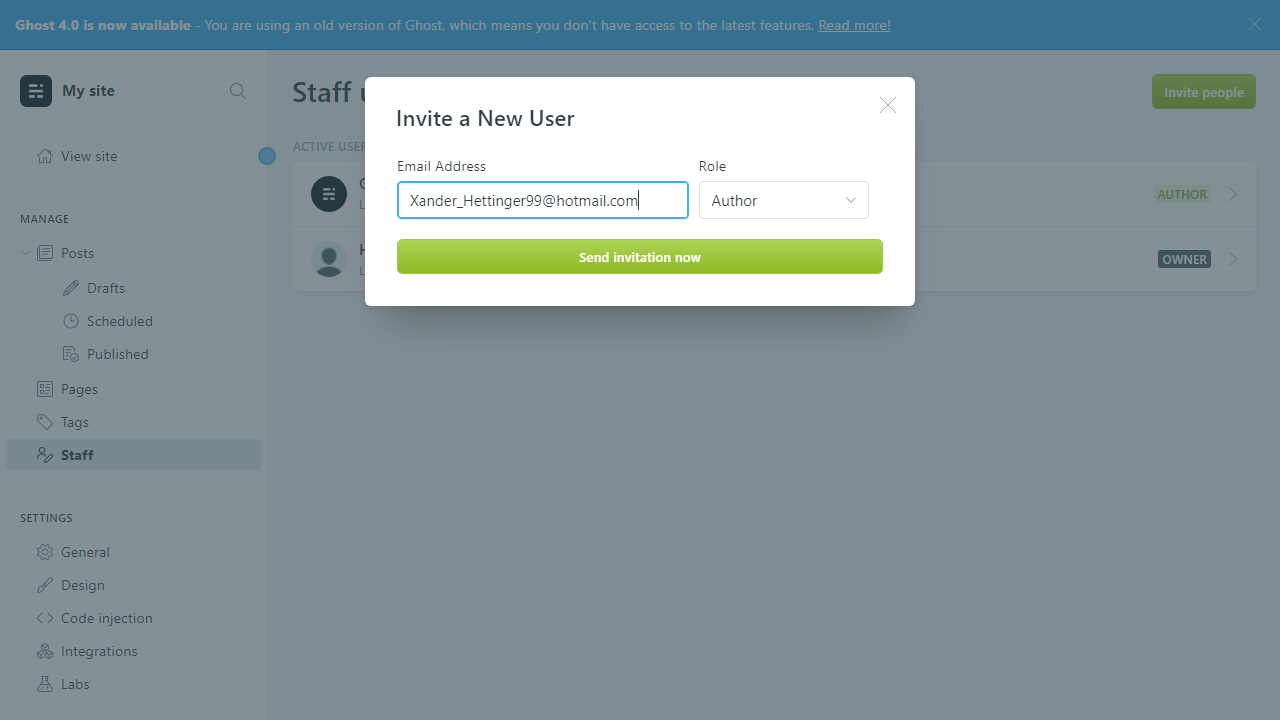 Ghost 4.0 is now available - You are using an old version of Ghost, which means you don't have access to the latest features. Read more!
My site
View site
MANAGE
Posts
Drafts
Scheduled
Published
Pages
Tags
Staff
SETTINGS
General
Design
Code injection
Integrations
Labs
Staff
Invite people
ACTIVE USER
AUTHOR
OWNER
Invite a New User
Email Address
Role
Xander_Hettinger99@hotmail.com
Author
Send invitation now